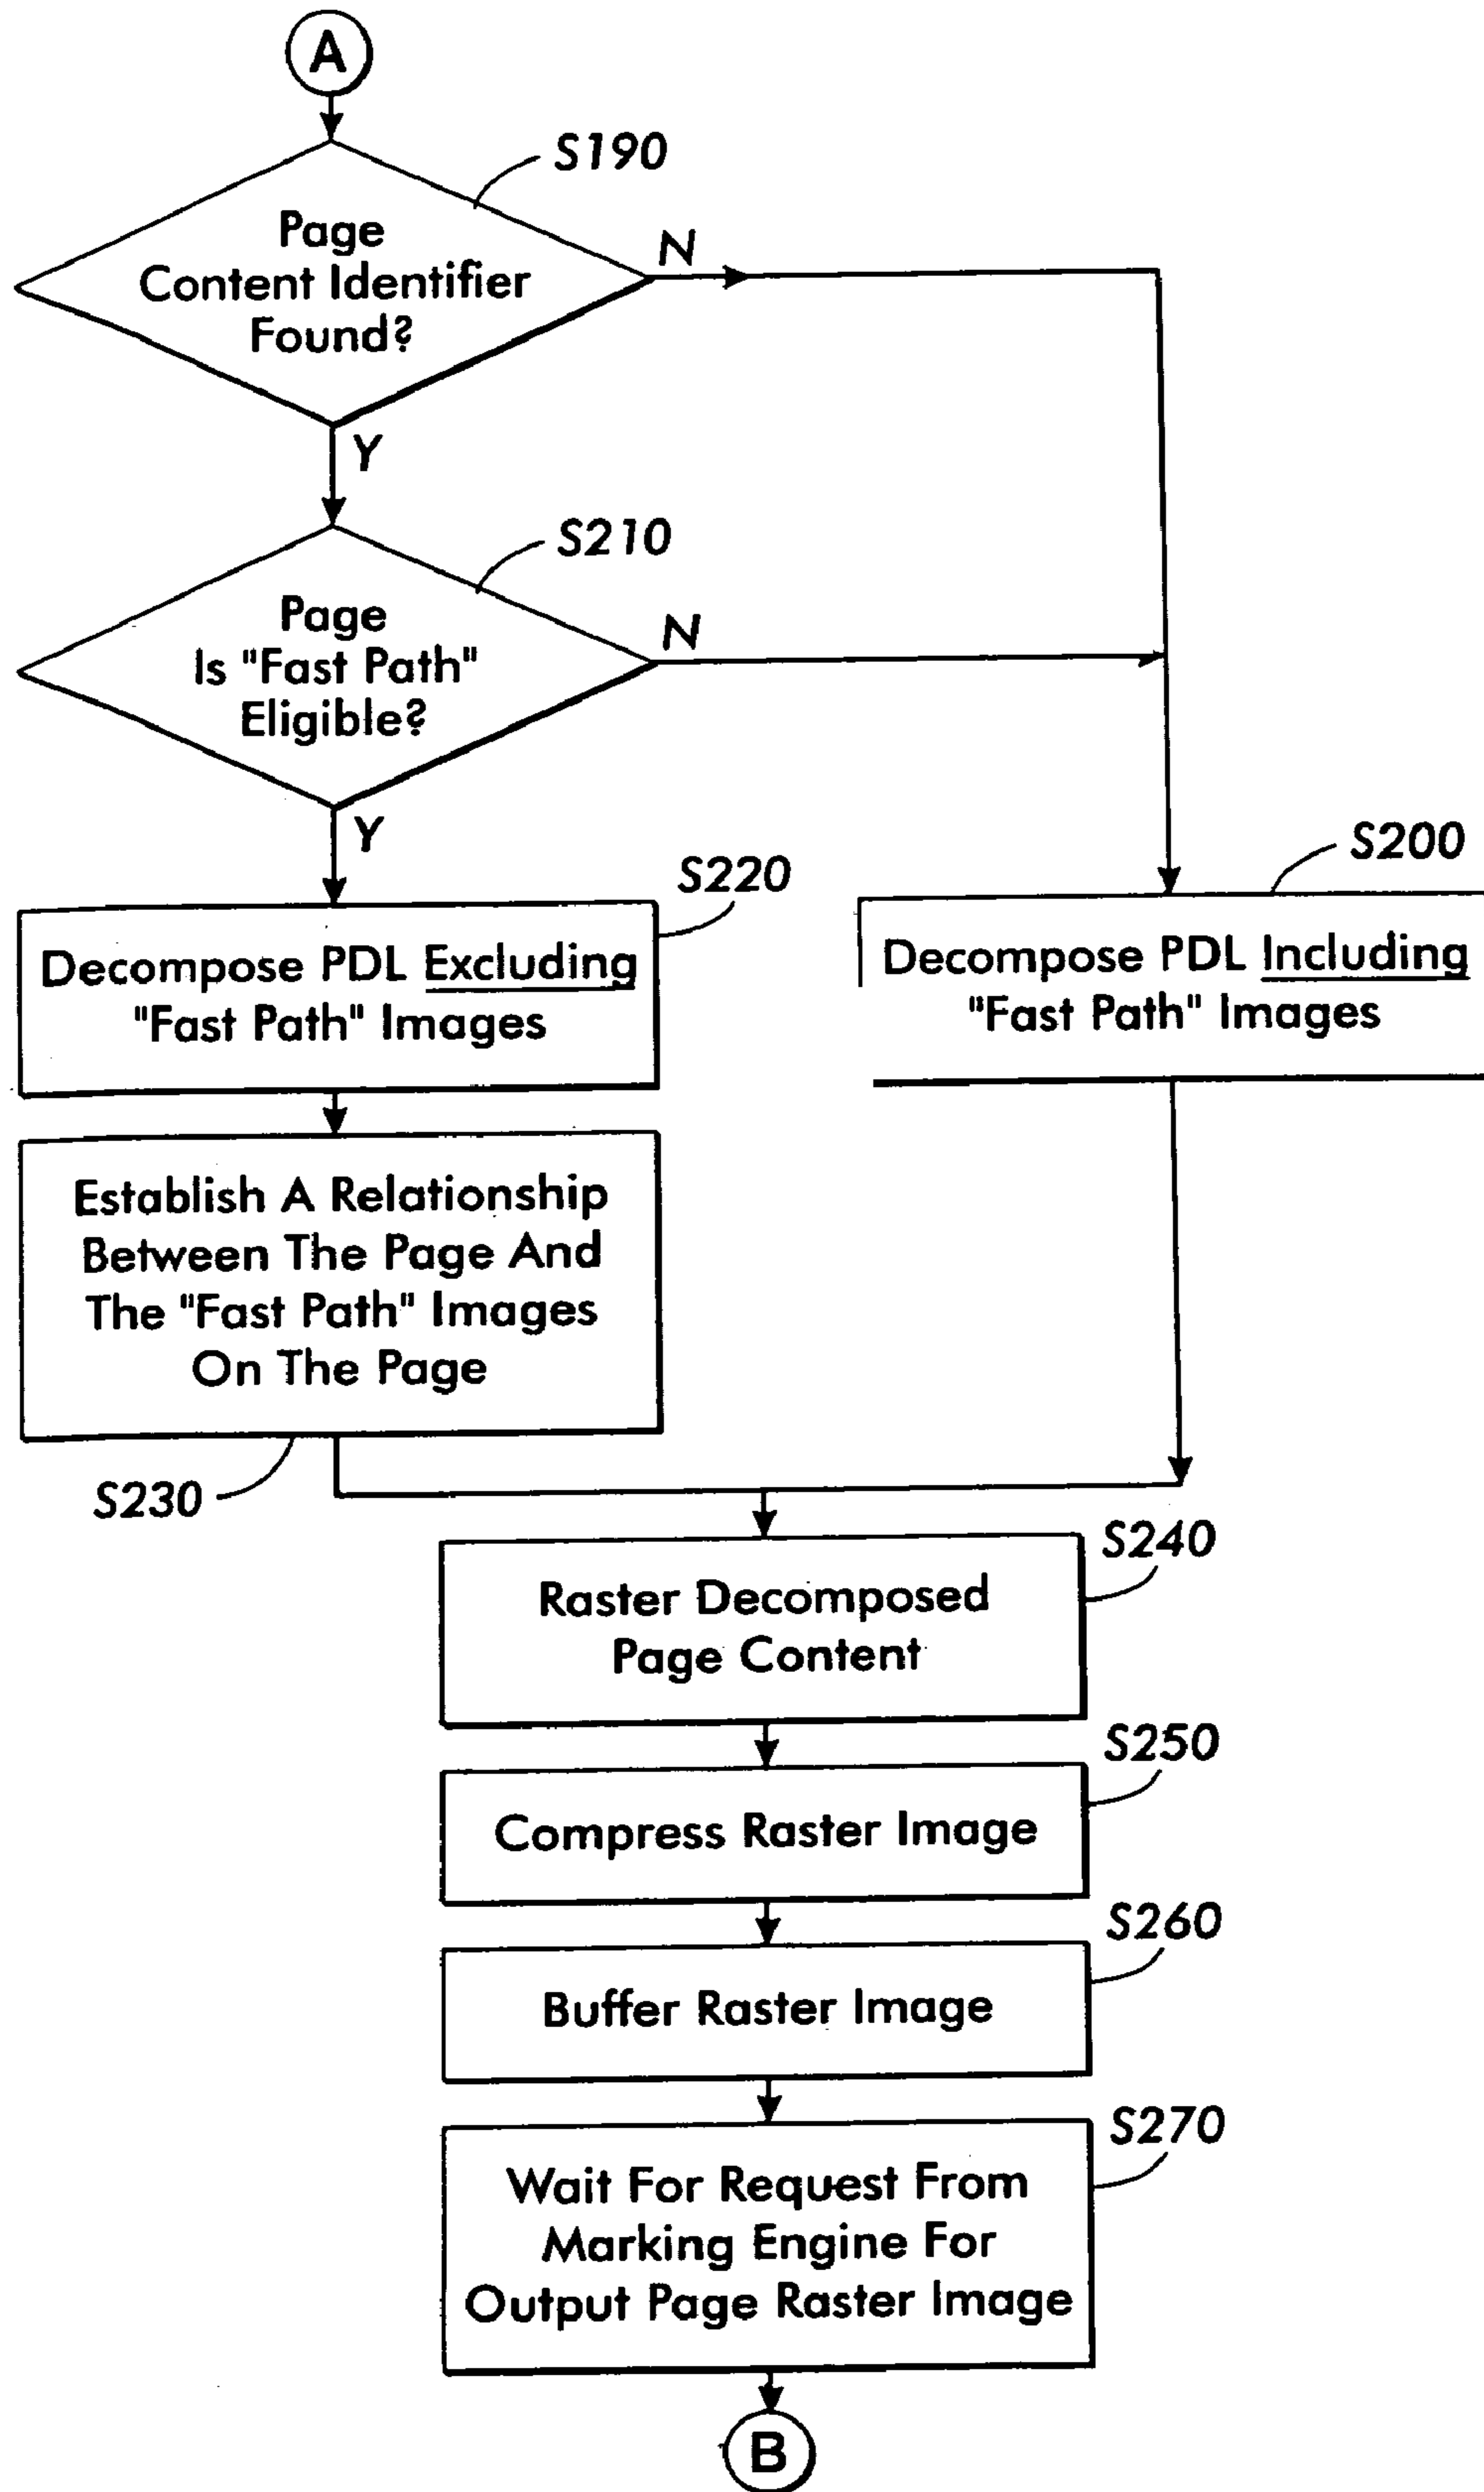 A
S190
Page
Content Identifier
Found?
N
Y
S210
Page
Is "Fast Path"
Eligible?
N
Y
S220
Decompose PDL Excluding
"Fast Path" Images
S200
Decompose PDL Including
"Fast Path" Images
Establish A Relationship
Between The Page And
The "Fast Path" Images
On The Page
S230
S240
Raster Decomposed
Page Content
S250
Compress Raster Image
S260
Buffer Raster Image
S270
Wait For Request From
Marking Engine For
Output Page Raster Image
B